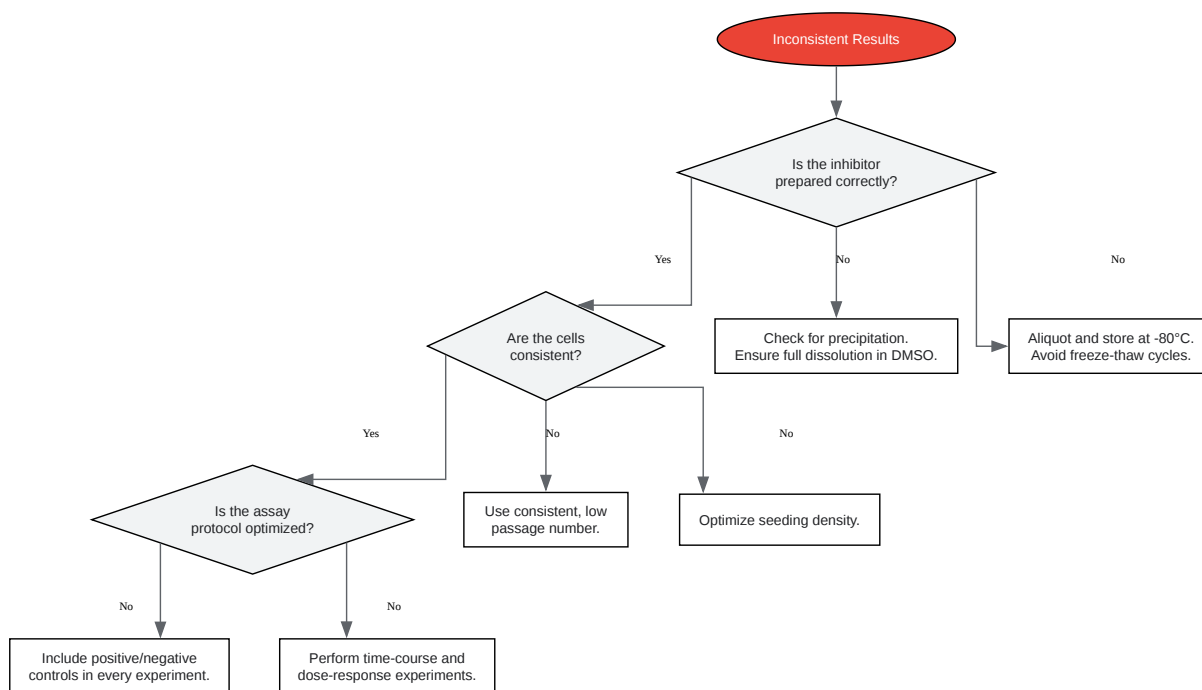 Inconsistent Results
Is the inhibitor
prepared correctly?
Yes
No
No
Are the cells
consistent?
Check for precipitation.
Ensure full dissolution in DMSO.
Aliquot and store at -80°C.
Avoid freeze-thaw cycles.
Yes
No
No
Is the assay
protocol optimized?
Use consistent, low
passage number.
Optimize seeding density.
No
No
Include positive/negative
controls in every experiment.
Perform time-course and
dose-response experiments.